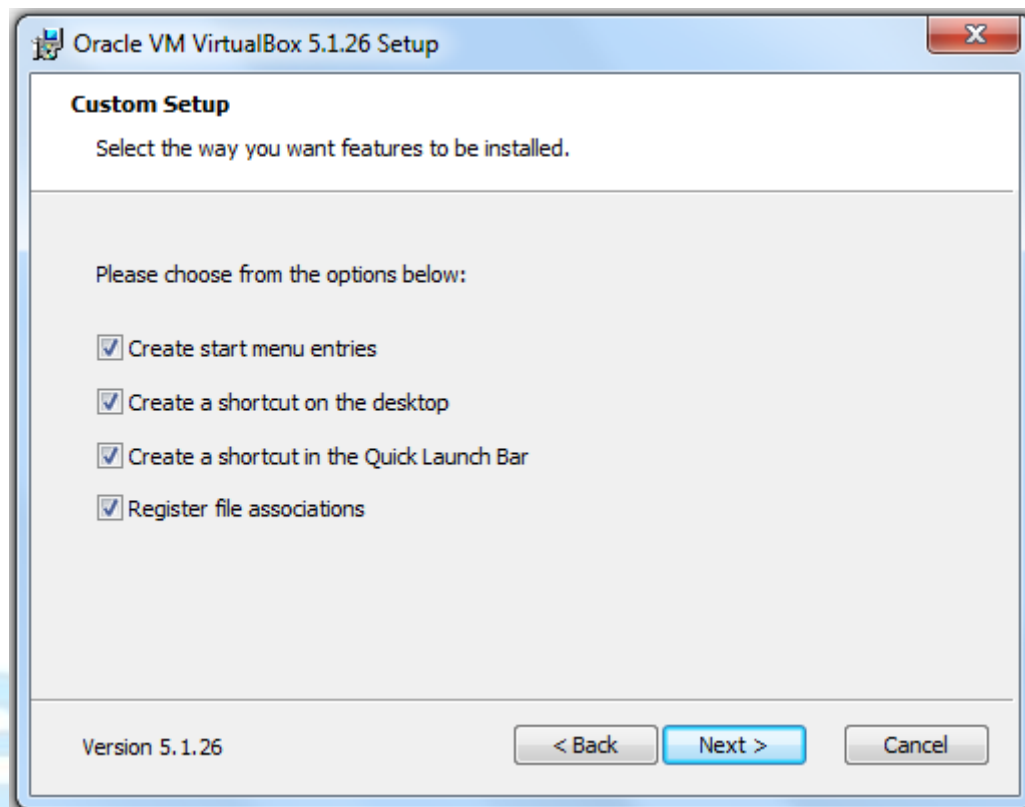 Oracle VM VirtualBox 5.1.26 Setup
Custom Setup
Select the way you want features to be installed.
Please choose from the options below:
Create start menu entries
Create a shortcut on the desktop
Create a shortcut in the Quick Launch Bar
Register file associations
Version 5.1.26
< Back
Next >
Cancel